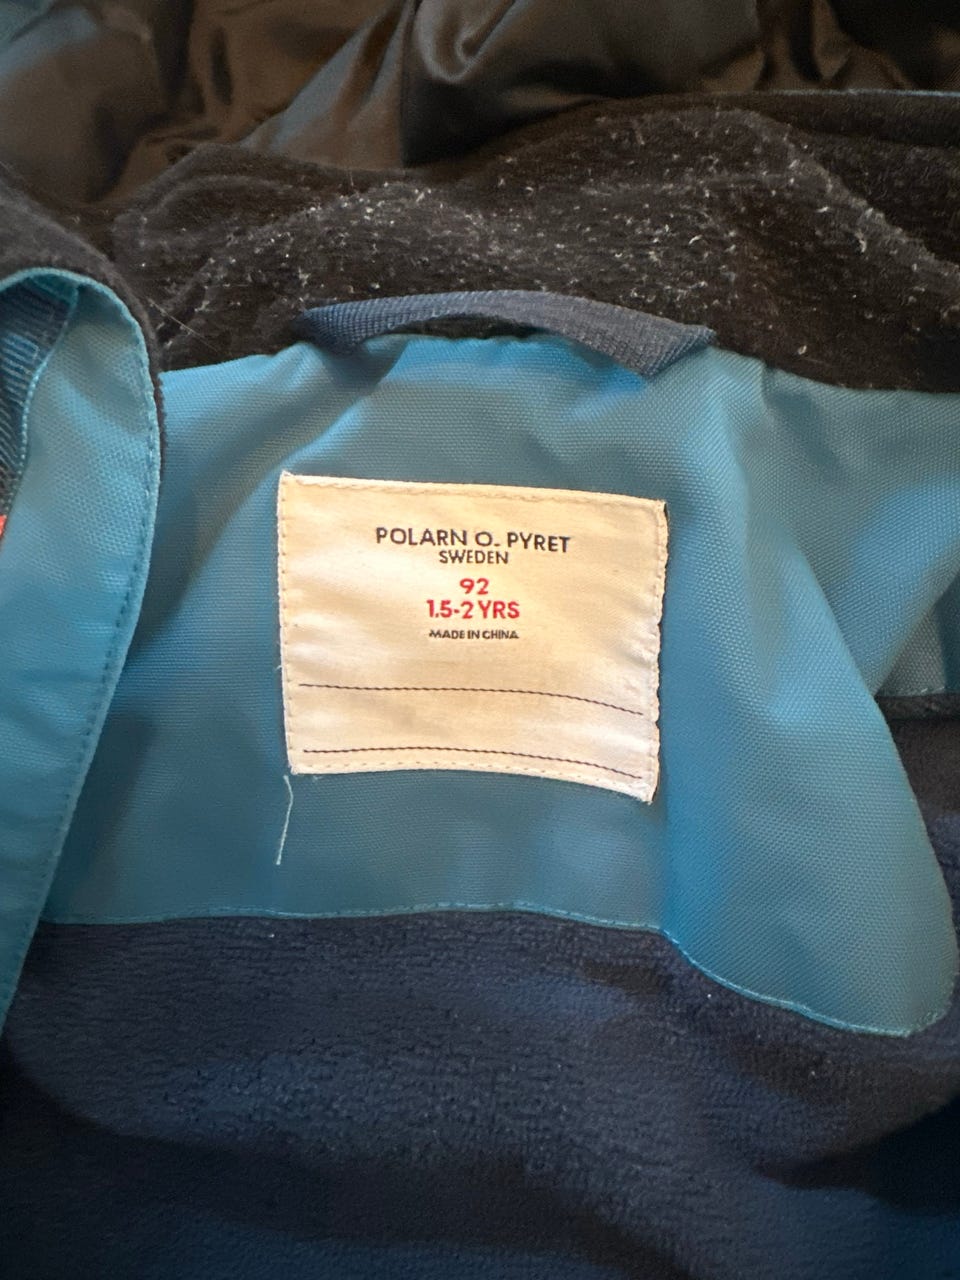 POLARN O. PYRET
SWEDEN
92
1.5-2 YRS
MADE IN CHINA